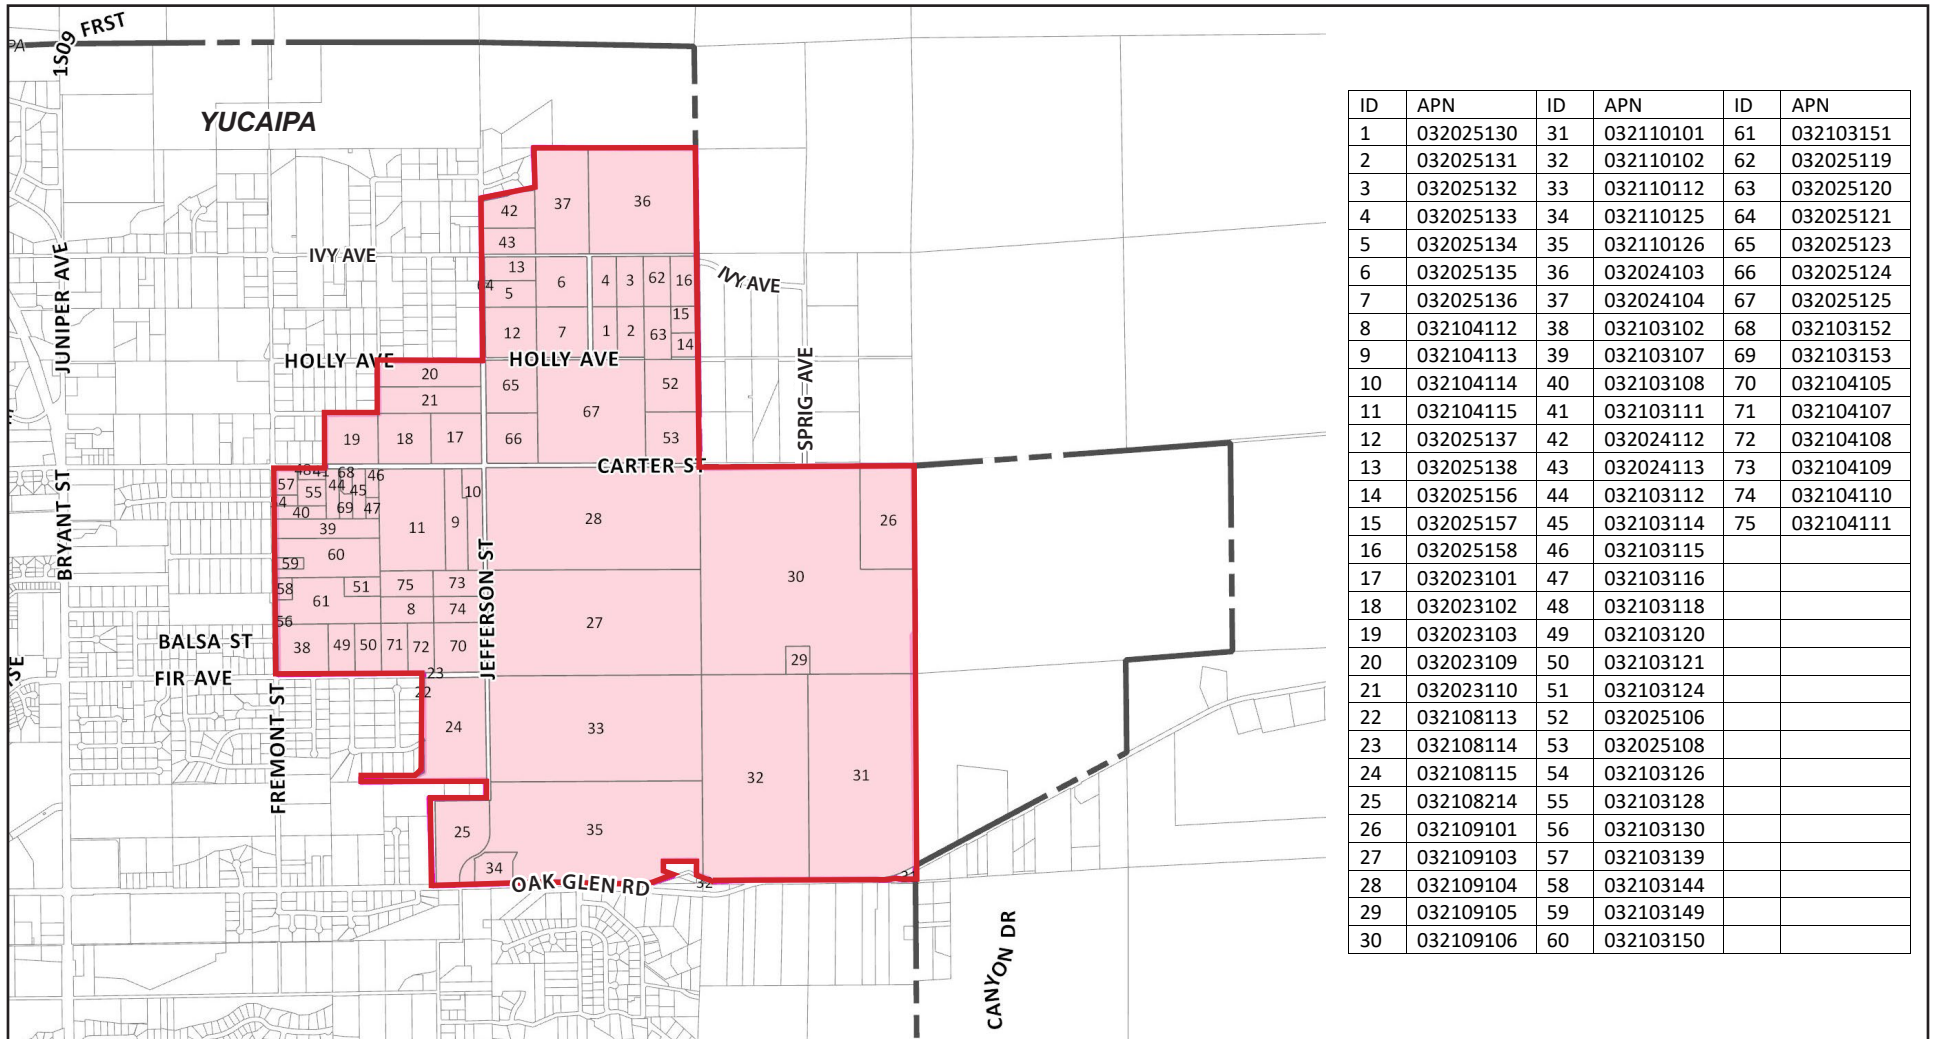 1S09 FRST
PA
YUCAIPA
37
36
42
43
IVY AVE
IVY AVE
JUNIPER AVE
13
6
4
3
62
16
64
5
15
12
7
1
2
63
14
HOLLY AVE
HOLLY AVE
SPRIG AVE
20
65
52
21
67
19
18
17
66
53
CARTER ST
BRYANT ST
48
41
68
46
57
44
45
10
55
54
40
69
47
11
9
28
26
39
60
59
JEFFERSON ST
30
58
51
75
73
61
8
74
56
27
BALSA ST
38
49
50
71
72
70
29
SE
FIR AVE
23
22
FREMONT ST
24
33
32
31
25
35
34
OAK GLEN RD
32
CANYON DR
ID APN ID APN ID APN
1 032025130 31 032110101 61 032103151
2 032025131 32 032110102 62 032025119
3 032025132 33 032110112 63 032025120
4 032025133 34 032110125 64 032025121
5 032025134 35 032110126 65 032025123
6 032025135 36 032024103 66 032025124
7 032025136 37 032024104 67 032025125
8 032104112 38 032103102 68 032103152
9 032104113 39 032103107 69 032103153
10 032104114 40 032103108 70 032104105
11 032104115 41 032103111 71 032104107
12 032025137 42 032024112 72 032104108
13 032025138 43 032024113 73 032104109
14 032025156 44 032103112 74 032104110
15 032025157 45 032103114 75 032104111
16 032025158 46 032103115
17 032023101 47 032103116
18 032023102 48 032103118
19 032023103 49 032103120
20 032023109 50 032103121
21 032023110 51 032103124
22 032108113 52 032025106
23 032108114 53 032025108
24 032108115 54 032103126
25 032108214 55 032103128
26 032109101 56 032103130
27 032109103 57 032103139
28 032109104 58 032103144
29 032109105 59 032103149
30 032109106 60 032103150